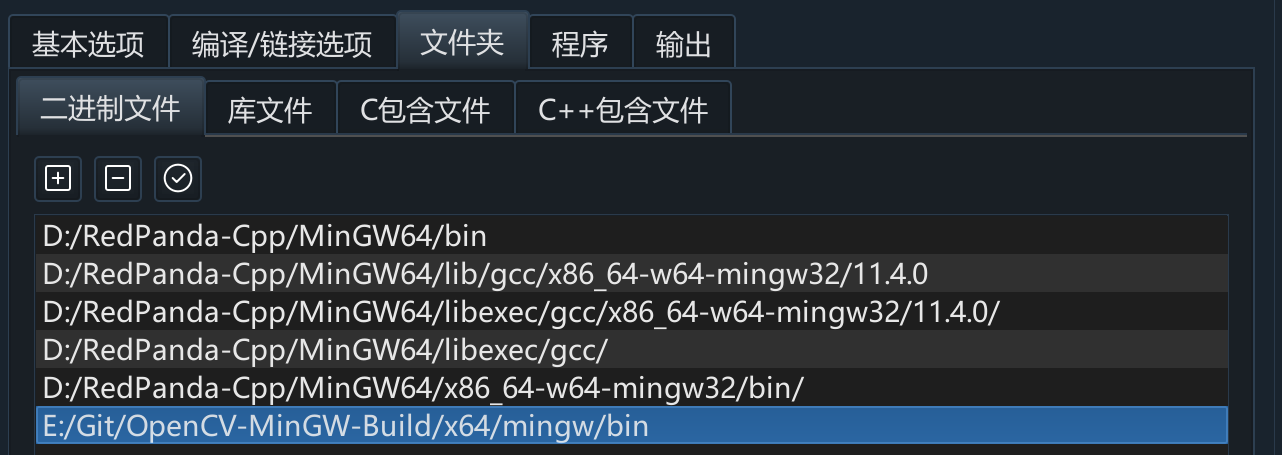 基本选项 编译/链接选项 文件夹 程序 输出
二进制文件 库文件 C包含文件 C++包含文件
D:/RedPanda-Cpp/MinGW64/bin
D:/RedPanda-Cpp/MinGW64/lib/gcc/x86_64-w64-mingw32/11.4.0
D:/RedPanda-Cpp/MinGW64/libexec/gcc/x86_64-w64-mingw32/11.4.0/
D:/RedPanda-Cpp/MinGW64/libexec/gcc/
D:/RedPanda-Cpp/MinGW64/x86_64-w64-mingw32/bin/
E:/Git/OpenCV-MinGW-Build/x64/mingw/bin